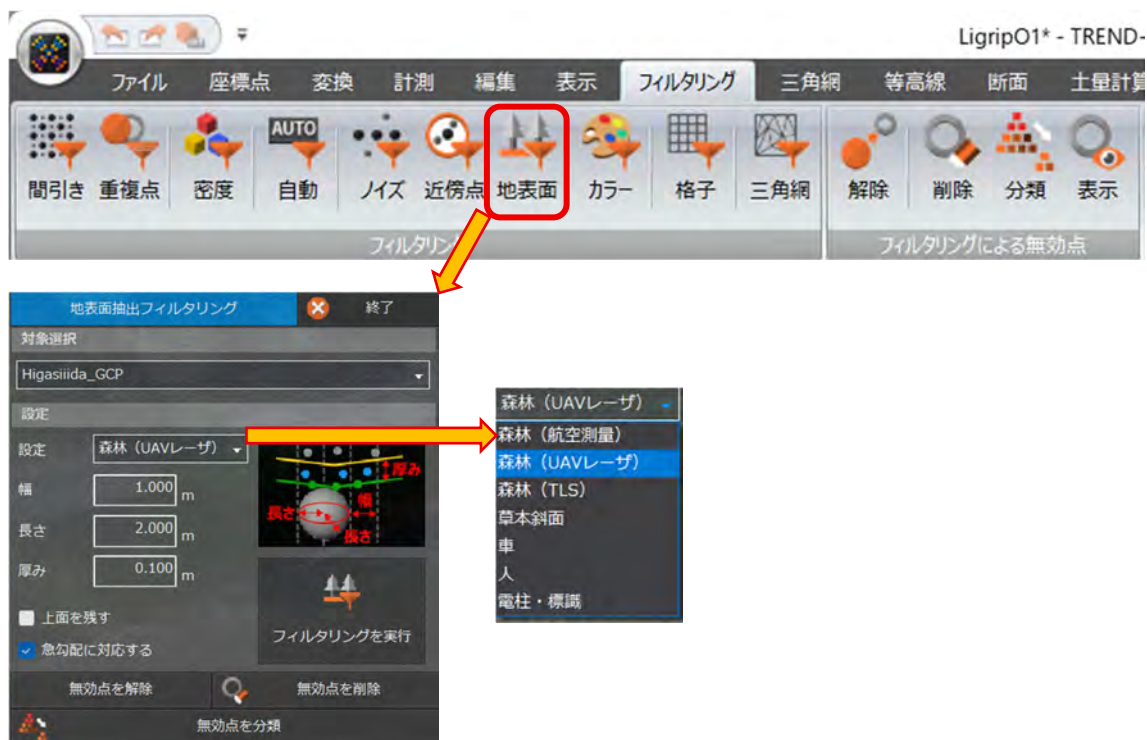 LigripO1* - TREND-
ファイル 座標点 変換 計測 編集 表示 フィルタリング 三角網 等高線 断面 土量計算
AUTO
間引き 重複点 密度 自動 ノイズ 近傍点 地表面 カラー 格子 三角網 解除 削除 分類 表示
フィルタリング フィルタリングによる無効点
地表面抽出フィルタリング 終了
対象選択
Higasiiida_GCP
設定
設定 森林（UAVレーザ）
幅 1.000 m
長さ 2.000 m
厚み 0.100 m
上面を残す
急勾配に対応する
厚み
幅
長さ
長さ
フィルタリングを実行
無効点を解除 無効点を削除
無効点を分類
森林（UAVレーザ）
森林（航空測量）
森林（UAVレーザ）
森林（TLS）
草本斜面
車
人
電柱・標識